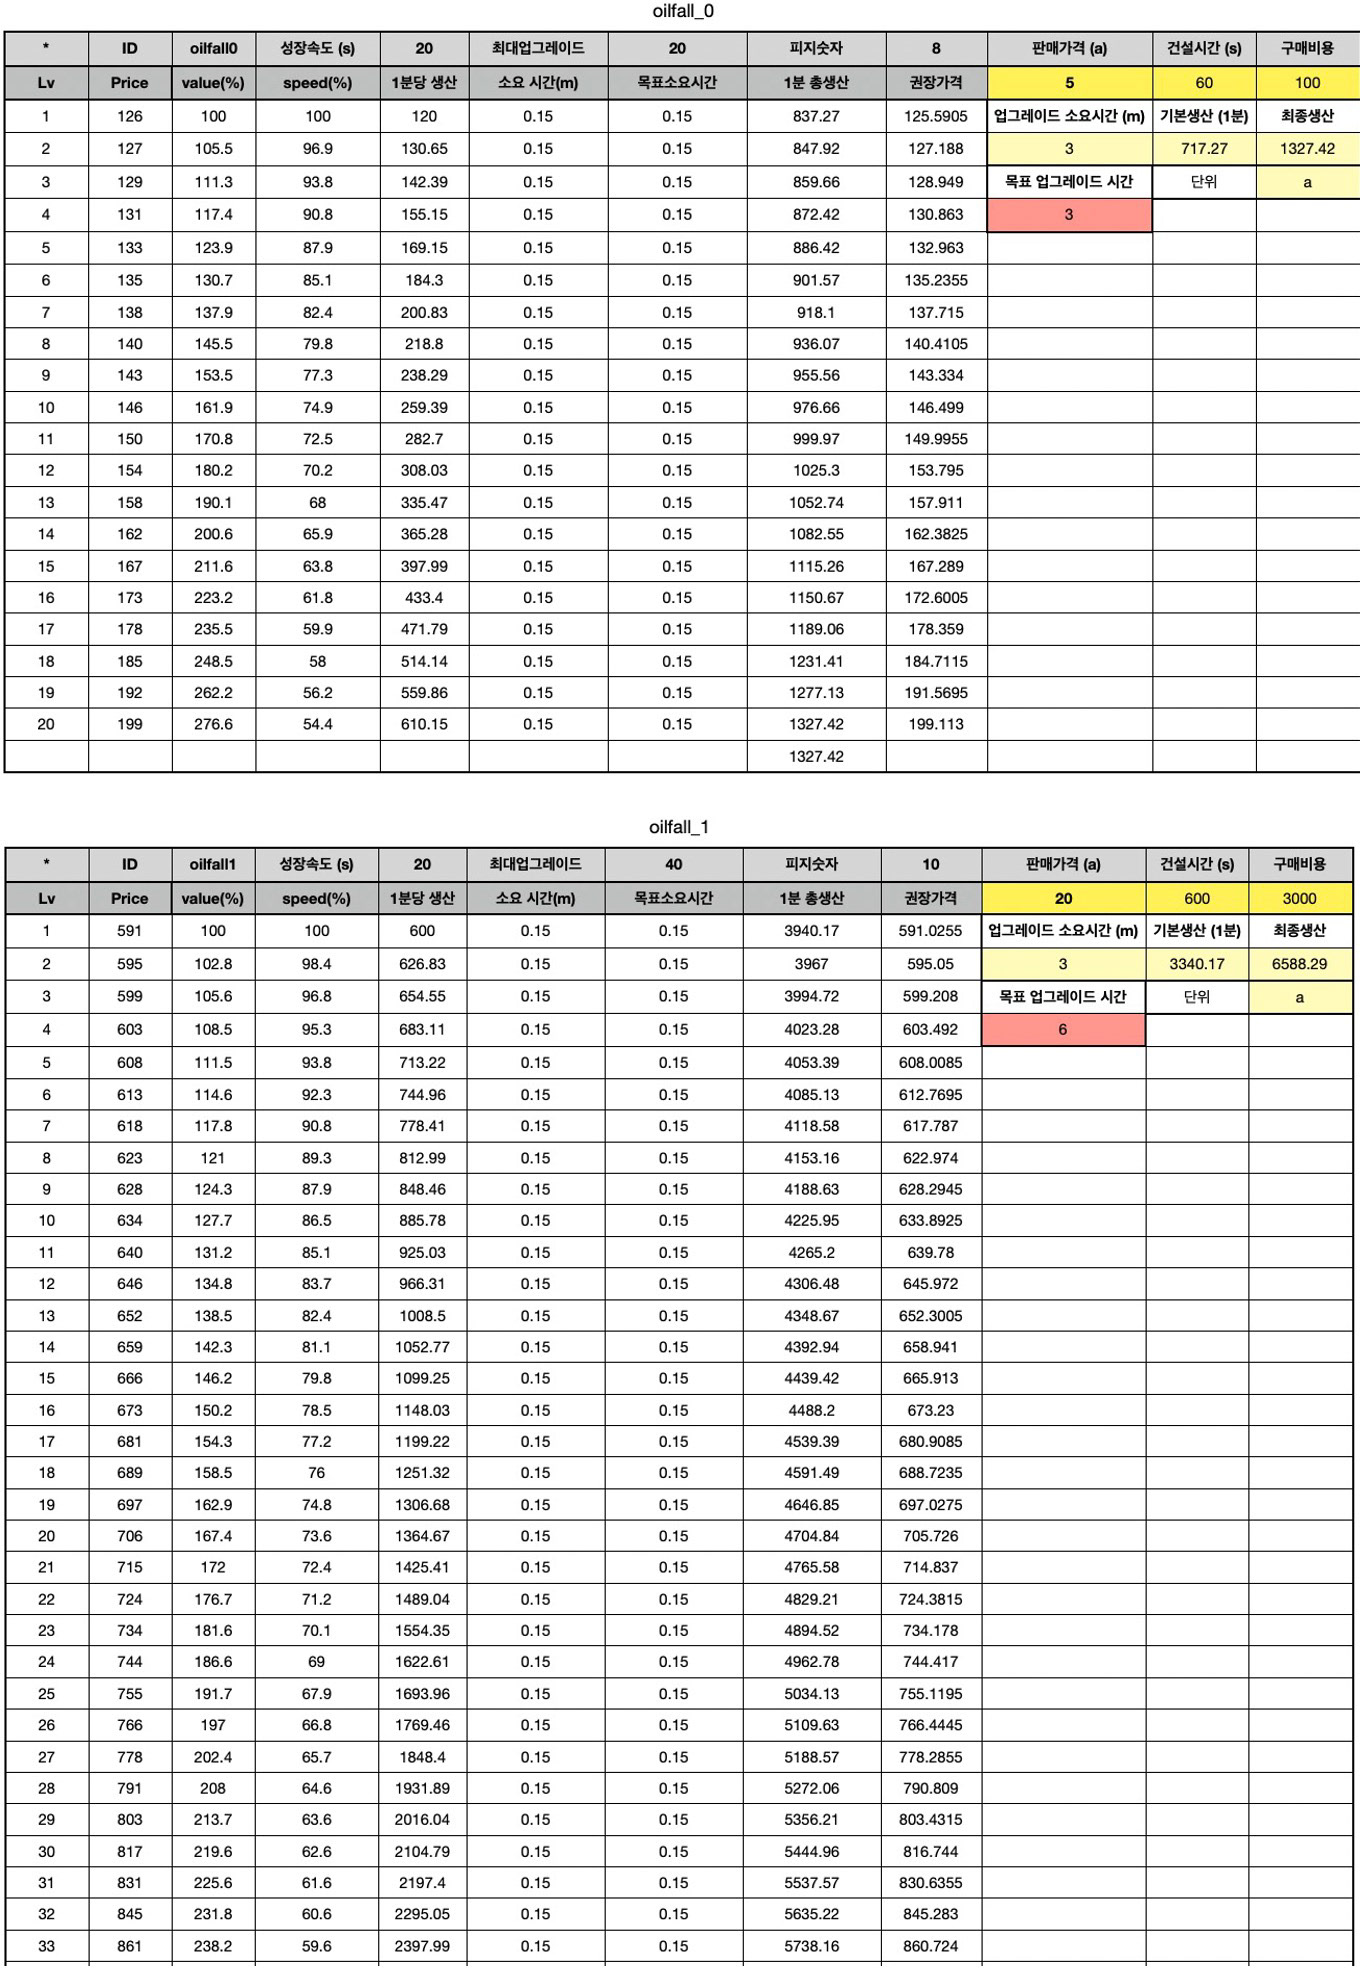 oilfall_0
* ID oilfall0 성장속도 (s) 20 최대업그레이드 20 피지숫자 8 판매가격 (a) 건설시간 (s) 구매비용
Lv Price value(%) speed(%) 1분당 생산 소요 시간(m) 목표소요시간 1분 총생산 권장가격 5 60 100
1 126 100 100 120 0.15 0.15 837.27 125.5905 업그레이드 소요시간 (m) 기본생산 (1분) 최종생산
2 127 105.5 96.9 130.65 0.15 0.15 847.92 127.188 3 717.27 1327.42
3 129 111.3 93.8 142.39 0.15 0.15 859.66 128.949 목표 업그레이드 시간 단위 a
4 131 117.4 90.8 155.15 0.15 0.15 872.42 130.863 3
5 133 123.9 87.9 169.15 0.15 0.15 886.42 132.963
6 135 130.7 85.1 184.3 0.15 0.15 901.57 135.2355
7 138 137.9 82.4 200.83 0.15 0.15 918.1 137.715
8 140 145.5 79.8 218.8 0.15 0.15 936.07 140.4105
9 143 153.5 77.3 238.29 0.15 0.15 955.56 143.334
10 146 161.9 74.9 259.39 0.15 0.15 976.66 146.499
11 150 170.8 72.5 282.7 0.15 0.15 999.97 149.9955
12 154 180.2 70.2 308.03 0.15 0.15 1025.3 153.795
13 158 190.1 68 335.47 0.15 0.15 1052.74 157.911
14 162 200.6 65.9 365.28 0.15 0.15 1082.55 162.3825
15 167 211.6 63.8 397.99 0.15 0.15 1115.26 167.289
16 173 223.2 61.8 433.4 0.15 0.15 1150.67 172.6005
17 178 235.5 59.9 471.79 0.15 0.15 1189.06 178.359
18 185 248.5 58 514.14 0.15 0.15 1231.41 184.7115
19 192 262.2 56.2 559.86 0.15 0.15 1277.13 191.5695
20 199 276.6 54.4 610.15 0.15 0.15 1327.42 199.113
1327.42
oilfall_1
* ID oilfall1 성장속도 (s) 20 최대업그레이드 40 피지숫자 10 판매가격 (a) 건설시간 (s) 구매비용
Lv Price value(%) speed(%) 1분당 생산 소요 시간(m) 목표소요시간 1분 총생산 권장가격 20 600 3000
1 591 100 100 600 0.15 0.15 3940.17 591.0255 업그레이드 소요시간 (m) 기본생산 (1분) 최종생산
2 595 102.8 98.4 626.83 0.15 0.15 3967 595.05 3 3340.17 6588.29
3 599 105.6 96.8 654.55 0.15 0.15 3994.72 599.208 목표 업그레이드 시간 단위 a
4 603 108.5 95.3 683.11 0.15 0.15 4023.28 603.492 6
5 608 111.5 93.8 713.22 0.15 0.15 4053.39 608.0085
6 613 114.6 92.3 744.96 0.15 0.15 4085.13 612.7695
7 618 117.8 90.8 778.41 0.15 0.15 4118.58 617.787
8 623 121 89.3 812.99 0.15 0.15 4153.16 622.974
9 628 124.3 87.9 848.46 0.15 0.15 4188.63 628.2945
10 634 127.7 86.5 885.78 0.15 0.15 4225.95 633.8925
11 640 131.2 85.1 925.03 0.15 0.15 4265.2 639.78
12 646 134.8 83.7 966.31 0.15 0.15 4306.48 645.972
13 652 138.5 82.4 1008.5 0.15 0.15 4348.67 652.3005
14 659 142.3 81.1 1052.77 0.15 0.15 4392.94 658.941
15 666 146.2 79.8 1099.25 0.15 0.15 4439.42 665.913
16 673 150.2 78.5 1148.03 0.15 0.15 4488.2 673.23
17 681 154.3 77.2 1199.22 0.15 0.15 4539.39 680.9085
18 689 158.5 76 1251.32 0.15 0.15 4591.49 688.7235
19 697 162.9 74.8 1306.68 0.15 0.15 4646.85 697.0275
20 706 167.4 73.6 1364.67 0.15 0.15 4704.84 705.726
21 715 172 72.4 1425.41 0.15 0.15 4765.58 714.837
22 724 176.7 71.2 1489.04 0.15 0.15 4829.21 724.3815
23 734 181.6 70.1 1554.35 0.15 0.15 4894.52 734.178
24 744 186.6 69 1622.61 0.15 0.15 4962.78 744.417
25 755 191.7 67.9 1693.96 0.15 0.15 5034.13 755.1195
26 766 197 66.8 1769.46 0.15 0.15 5109.63 766.4445
27 778 202.4 65.7 1848.4 0.15 0.15 5188.57 778.2855
28 791 208 64.6 1931.89 0.15 0.15 5272.06 790.809
29 803 213.7 63.6 2016.04 0.15 0.15 5356.21 803.4315
30 817 219.6 62.6 2104.79 0.15 0.15 5444.96 816.744
31 831 225.6 61.6 2197.4 0.15 0.15 5537.57 830.6355
32 845 231.8 60.6 2295.05 0.15 0.15 5635.22 845.283
33 861 238.2 59.6 2397.99 0.15 0.15 5738.16 860.724